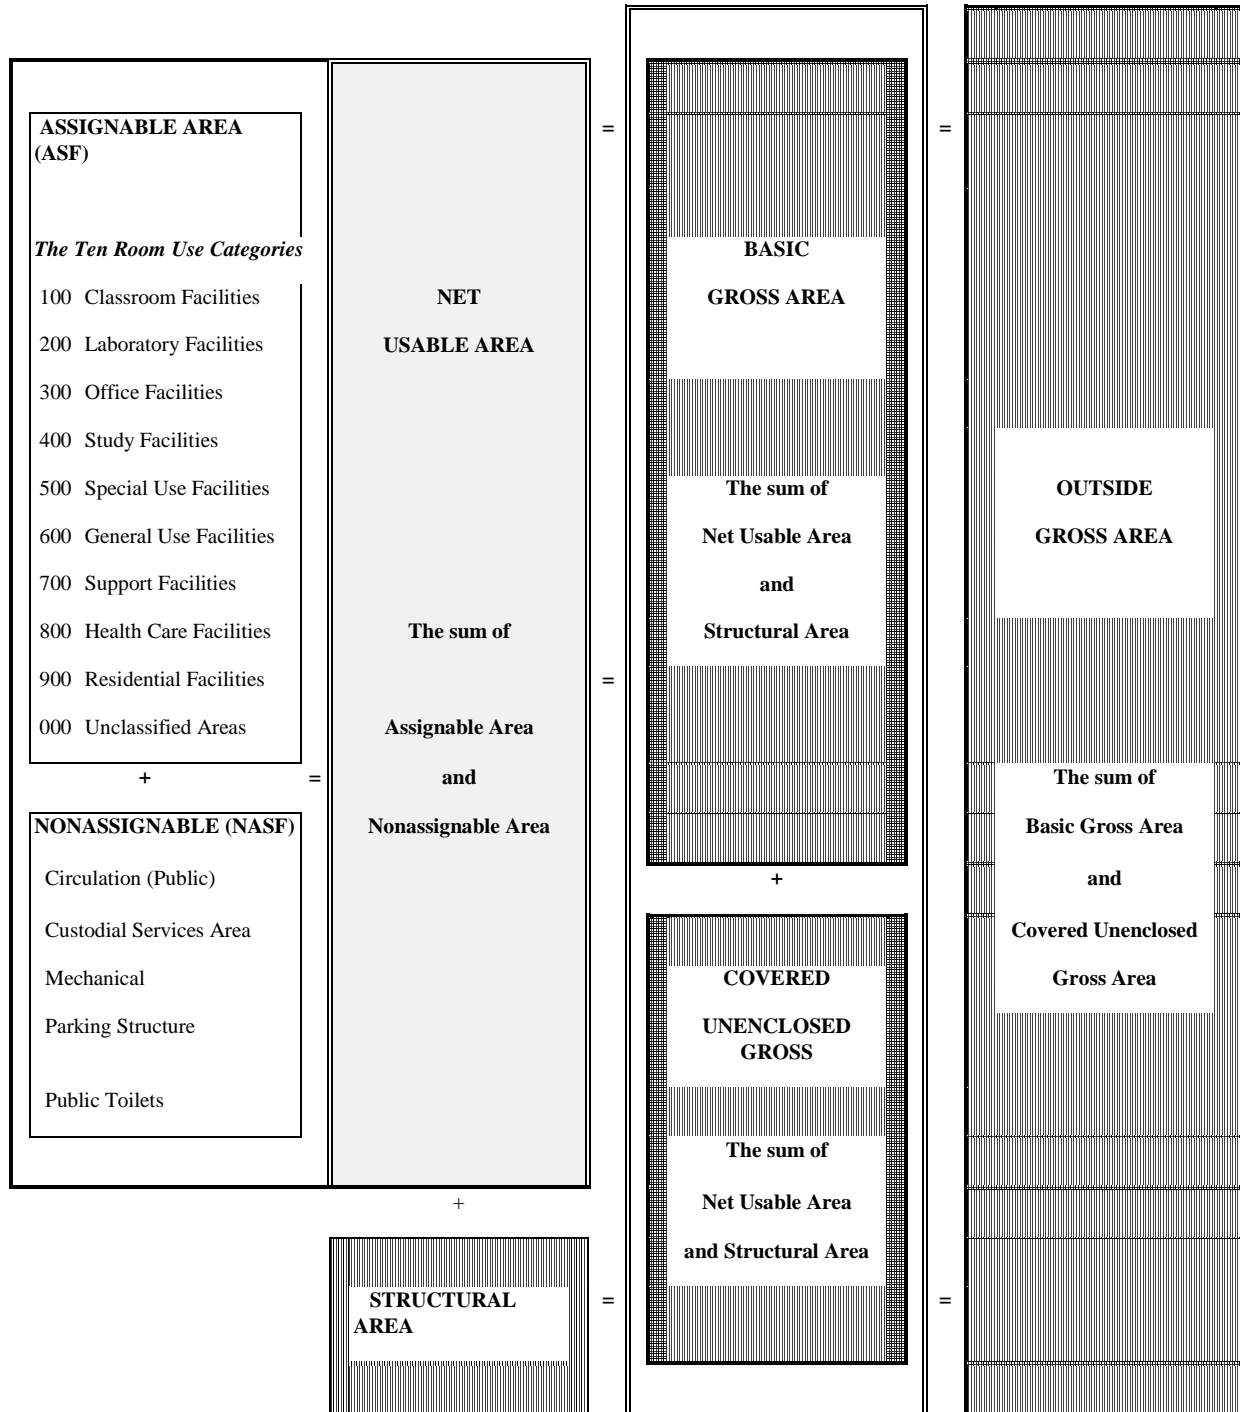 ASSIGNABLE AREA
(ASF)
The Ten Room Use Categories
100 Classroom Facilities
200 Laboratory Facilities
300 Office Facilities
400 Study Facilities
500 Special Use Facilities
600 General Use Facilities
700 Support Facilities
800 Health Care Facilities
900 Residential Facilities
000 Unclassified Areas
+
=
NONASSIGNABLE (NASF)
Circulation (Public)
Custodial Services Area
Mechanical
Parking Structure
Public Toilets
NET
USABLE AREA
The sum of
Assignable Area
and
Nonassignable Area
+
STRUCTURAL
AREA
=
=
=
BASIC
GROSS AREA
The sum of
Net Usable Area
and
Structural Area
+
COVERED
UNENCLOSED
GROSS
The sum of
Net Usable Area
and Structural Area
=
=
OUTSIDE
GROSS AREA
The sum of
Basic Gross Area
and
Covered Unenclosed
Gross Area